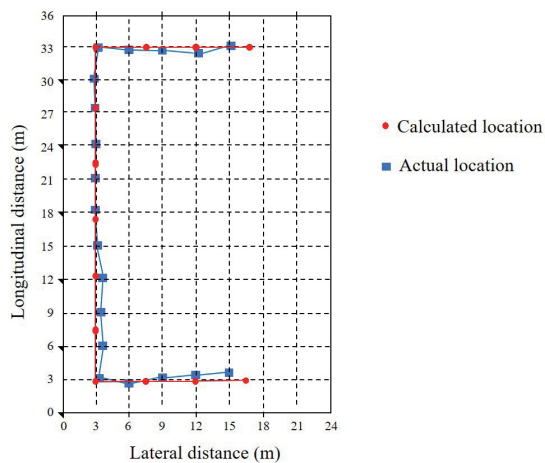 36
33
30
27
24
21
18
15
12
9
6
3
0
Longitudinal distance (m)
0 3 6 9 12 15 18 21 24
Lateral distance (m)
Calculated location
Actual location